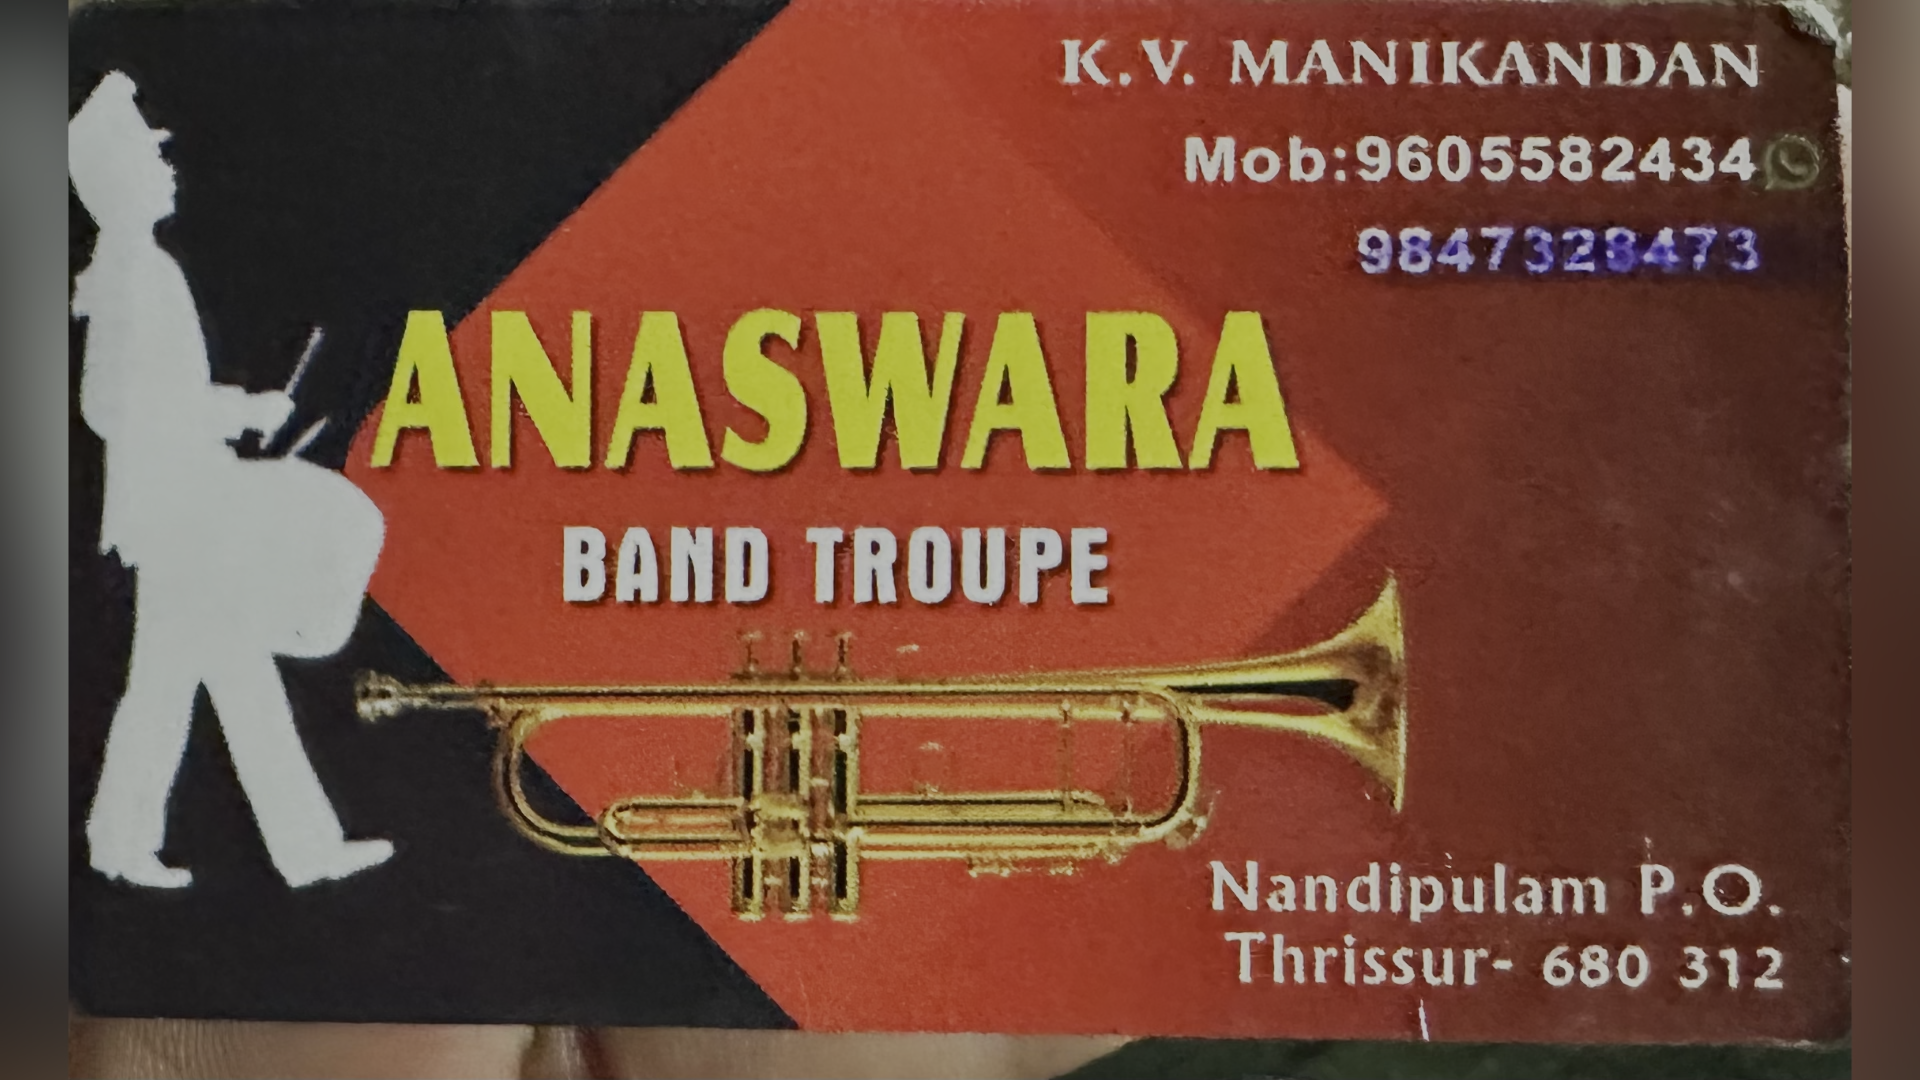 K.V. MANIKANDAN
Mob:9605582434
9847328473
ANASWARA
BAND TROUPE
Nandipulam P.O.
Thrissur- 680 312